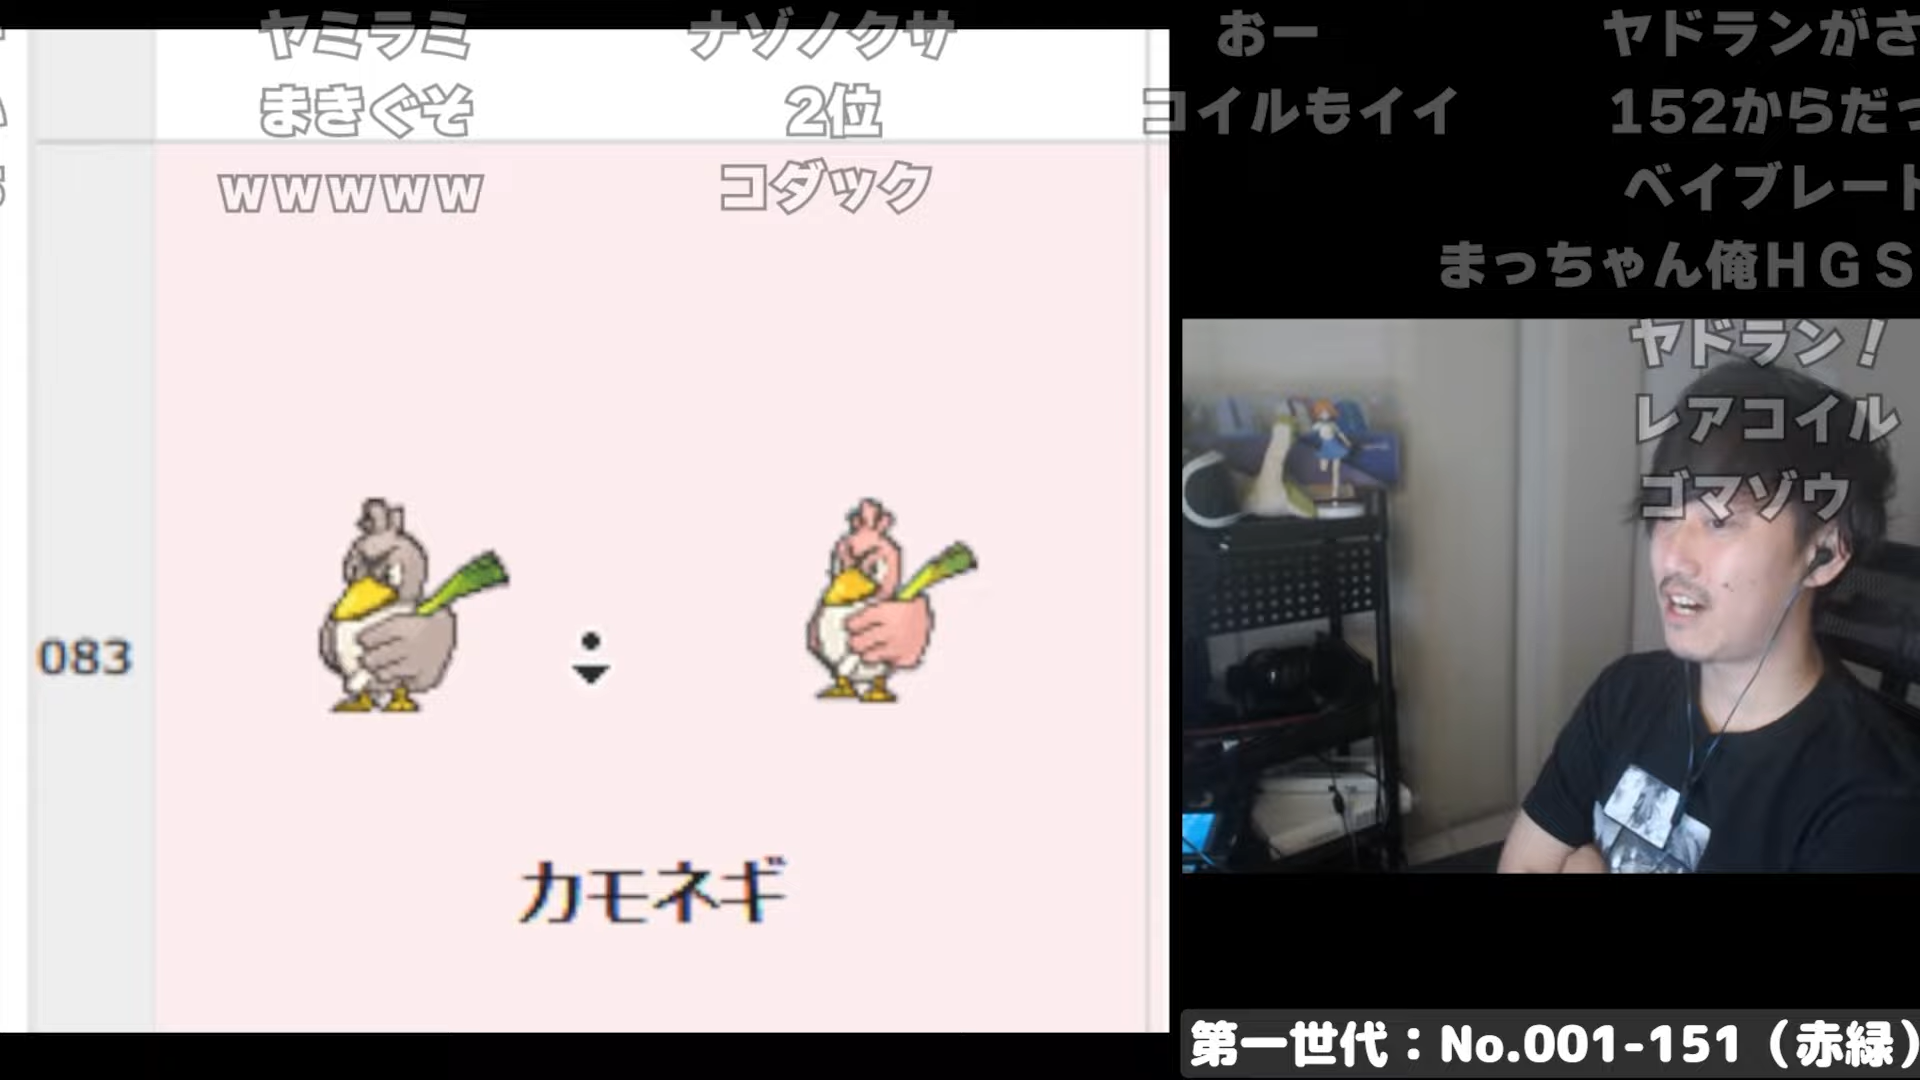 ヤミラミ
ナゾノクサ
おー
ヤドランがさ
まきぐそ
2位
コイルもイイ
152からだっ
wwwww
コダック
ベイブレート
まっちゃん俺ＨＧＳ
ヤドラン！
レアコイル
ゴマゾウ
083
カモネギ
第一世代：No.001-151（赤緑）